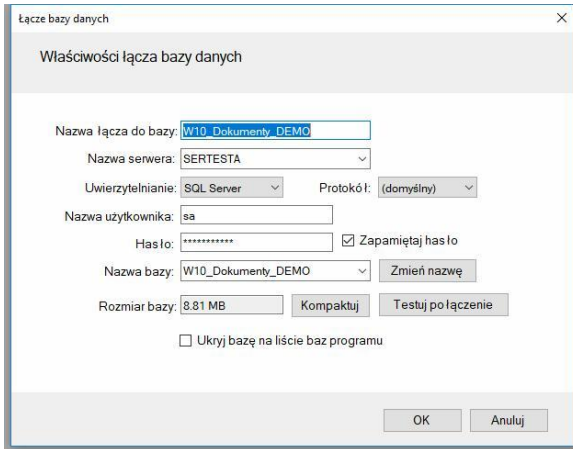 Łącze bazy danych
Właściwości łącza bazy danych
Nazwa łącza do bazy: W10_Dokumenty_DEMO
Nazwa serwera: SERTESTA
Uwierzytelnianie: SQL Server Protokół: (domyślny)
Nazwa użytkownika: sa
Hasło: *********** Zapamiętaj hasło
Nazwa bazy: W10_Dokumenty_DEMO Zmień nazwę
Rozmiar bazy: 8.81 MB Kompaktuj Testuj połączenie
Ukryj bazę na liście baz programu
OK Anuluj